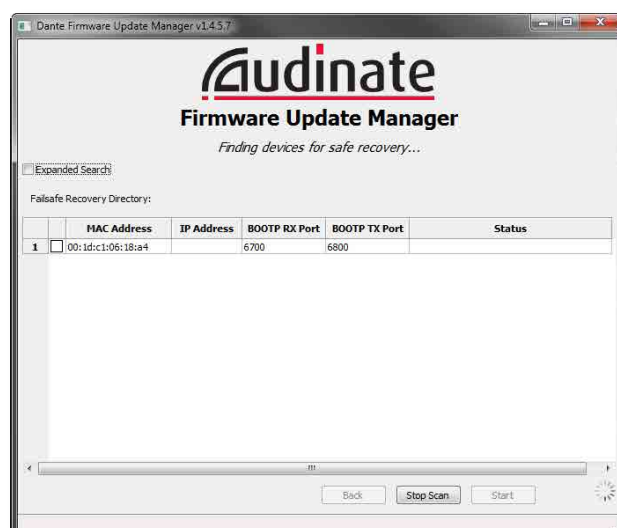 Dante Firmware Update Manager v1.4.5.7
Audinate
Firmware Update Manager
Finding devices for safe recovery...
Expanded Search
Failsafe Recovery Directory:
MAC Address IP Address BOOTP RX Port BOOTP TX Port Status
1 00:1d:c1:06:18:a4 6700 6800
Back Stop Scan Start